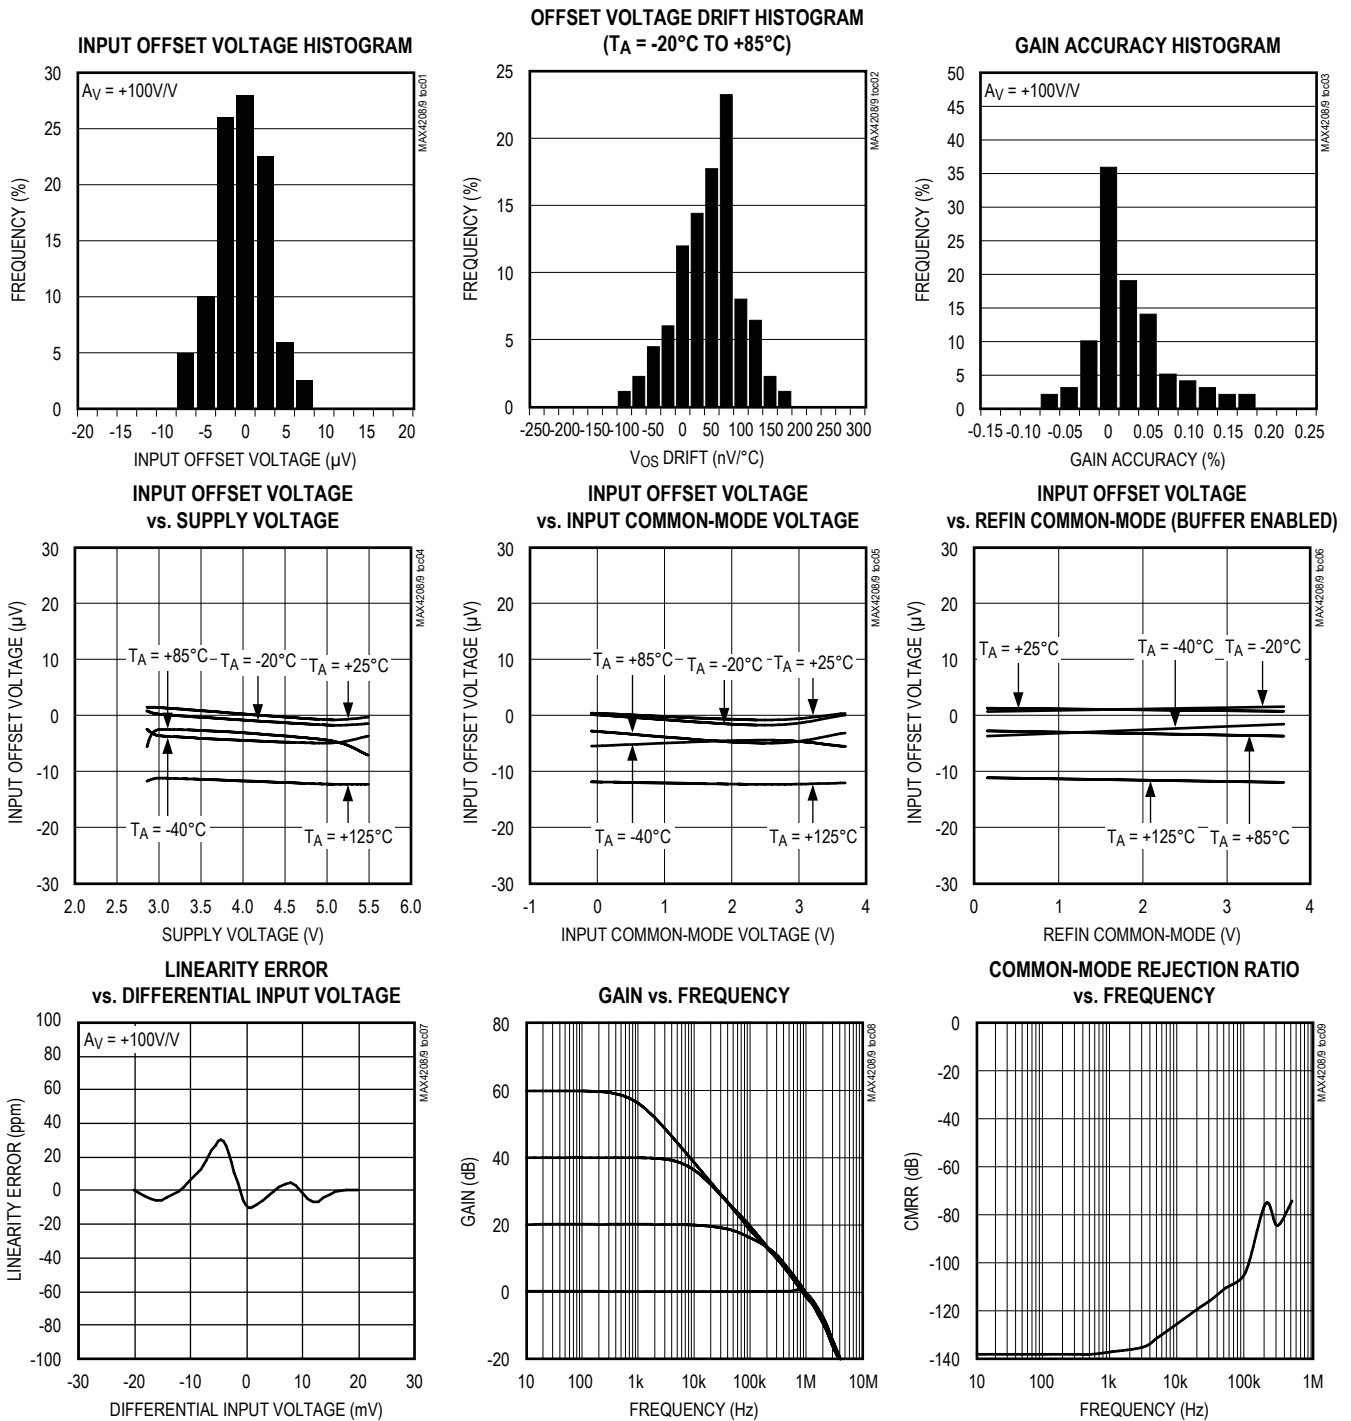 INPUT OFFSET VOLTAGE HISTOGRAM
30
25
20
15
10
5
0
FREQUENCY (%)
AV = +100V/V
MAX4208/9 toc01
-20 -15 -10 -5 0 5 10 15 20
INPUT OFFSET VOLTAGE (µV)
OFFSET VOLTAGE DRIFT HISTOGRAM
(TA = -20°C TO +85°C)
25
20
15
10
5
0
FREQUENCY (%)
MAX4208/9 toc02
-250-200-150-100 -50 0 50 100 150 200 250 300
VOS DRIFT (nV/°C)
GAIN ACCURACY HISTOGRAM
50
45
40
35
30
25
20
15
10
5
0
FREQUENCY (%)
AV = +100V/V
MAX4208/9 toc03
-0.15 -0.10 -0.05 0 0.05 0.10 0.15 0.20 0.25
GAIN ACCURACY (%)
INPUT OFFSET VOLTAGE
vs. SUPPLY VOLTAGE
30
20
10
0
-10
-20
-30
INPUT OFFSET VOLTAGE (µV)
MAX4208/9 toc04
TA = +85°C
TA = -20°C
TA = +25°C
TA = -40°C
TA = +125°C
2.0 2.5 3.0 3.5 4.0 4.5 5.0 5.5 6.0
SUPPLY VOLTAGE (V)
INPUT OFFSET VOLTAGE
vs. INPUT COMMON-MODE VOLTAGE
30
20
10
0
-10
-20
-30
INPUT OFFSET VOLTAGE (µV)
MAX4208/9 toc05
TA = +85°C
TA = -20°C
TA = +25°C
TA = -40°C
TA = +125°C
-1 0 1 2 3 4
INPUT COMMON-MODE VOLTAGE (V)
INPUT OFFSET VOLTAGE
vs. REFIN COMMON-MODE (BUFFER ENABLED)
30
20
10
0
-10
-20
-30
INPUT OFFSET VOLTAGE (µV)
MAX4208/9 toc06
TA = +25°C
TA = -40°C
TA = -20°C
TA = +125°C
TA = +85°C
0 1 2 3 4
REFIN COMMON-MODE (V)
LINEARITY ERROR
vs. DIFFERENTIAL INPUT VOLTAGE
100
80
60
40
20
0
-20
-40
-60
-80
-100
LINEARITY ERROR (ppm)
AV = +100V/V
MAX4208/9 toc07
-30 -20 -10 0 10 20 30
DIFFERENTIAL INPUT VOLTAGE (mV)
GAIN vs. FREQUENCY
80
60
40
20
0
-20
GAIN (dB)
MAX4208/9 toc08
10 100 1k 10k 100k 1M 10M
FREQUENCY (Hz)
COMMON-MODE REJECTION RATIO
vs. FREQUENCY
0
-20
-40
-60
-80
-100
-120
-140
CMRR (dB)
MAX4208/9 toc09
10 100 1k 10k 100k 1M
FREQUENCY (Hz)